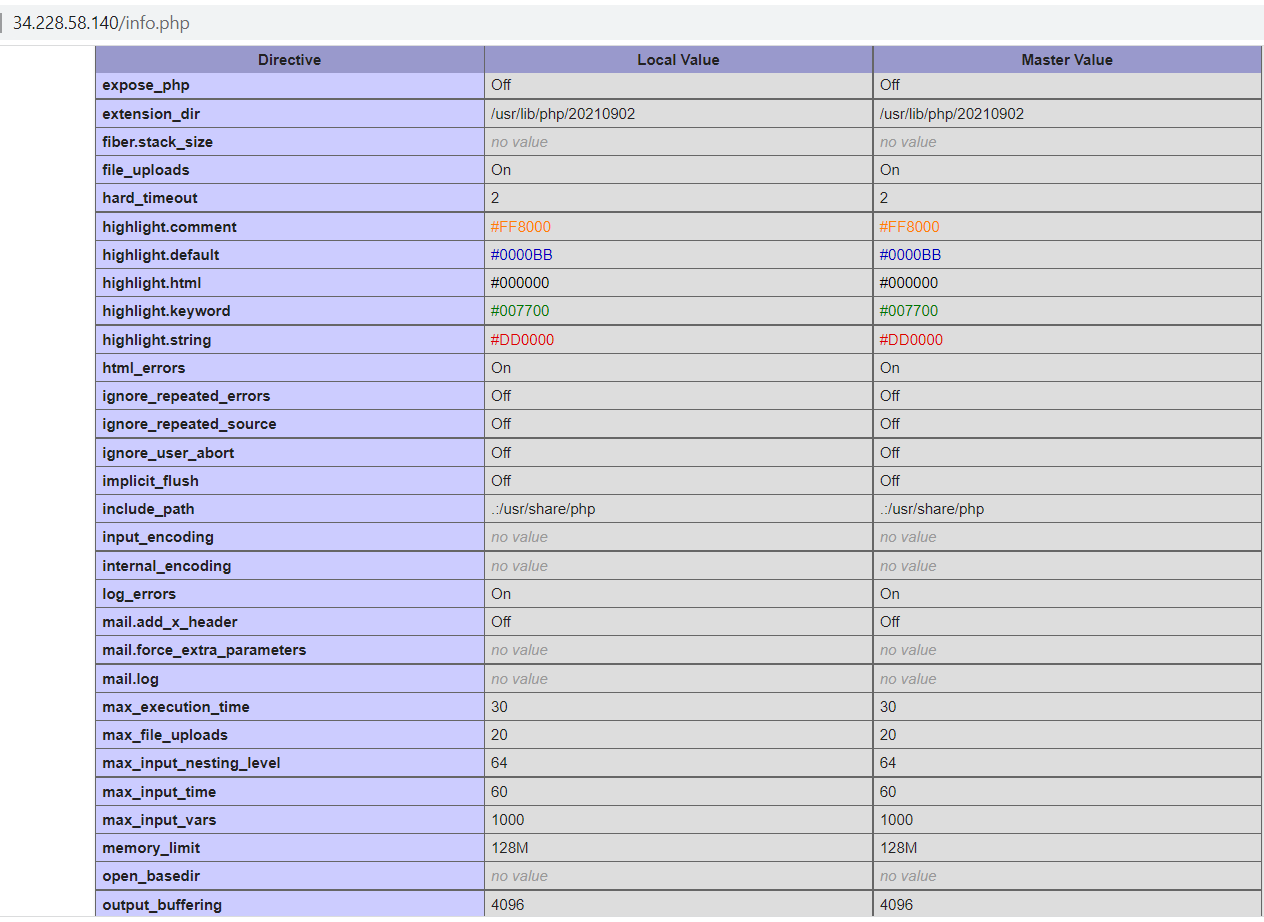 34.228.58.140/info.php
Directive Local Value Master Value
expose_php Off Off
extension_dir /usr/lib/php/20210902 /usr/lib/php/20210902
fiber.stack_size no value no value
file_uploads On On
hard_timeout 2 2
highlight.comment #FF8000 #FF8000
highlight.default #0000BB #0000BB
highlight.html #000000 #000000
highlight.keyword #007700 #007700
highlight.string #DD0000 #DD0000
html_errors On On
ignore_repeated_errors Off Off
ignore_repeated_source Off Off
ignore_user_abort Off Off
implicit_flush Off Off
include_path .:/usr/share/php .:/usr/share/php
input_encoding no value no value
internal_encoding no value no value
log_errors On On
mail.add_x_header Off Off
mail.force_extra_parameters no value no value
mail.log no value no value
max_execution_time 30 30
max_file_uploads 20 20
max_input_nesting_level 64 64
max_input_time 60 60
max_input_vars 1000 1000
memory_limit 128M 128M
open_basedir no value no value
output_buffering 4096 4096